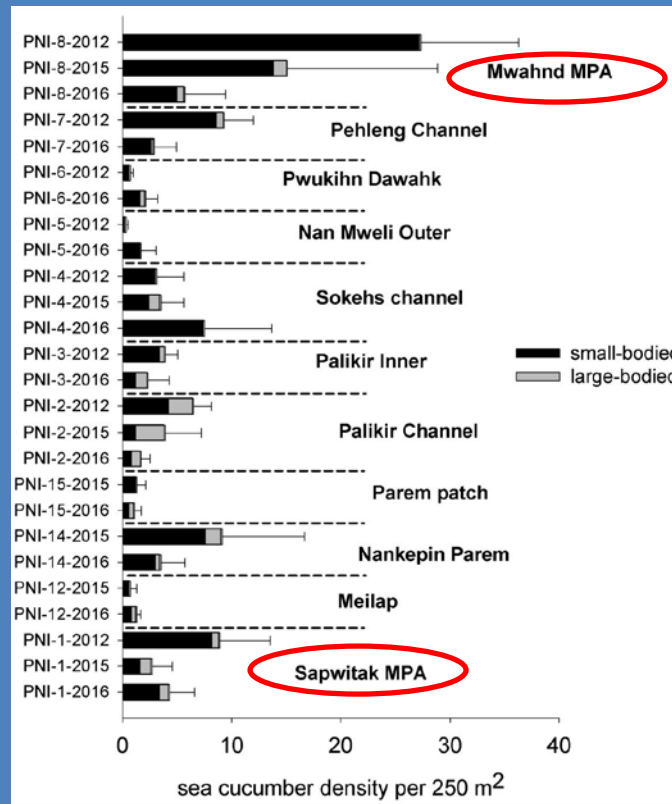 PNI-8-2012
PNI-8-2015
Mwahnd MPA
PNI-8-2016
PNI-7-2012
Pehleng Channel
PNI-7-2016
PNI-6-2012
Pwukihn Dawahk
PNI-6-2016
PNI-5-2012
Nan Mweli Outer
PNI-5-2016
PNI-4-2012
PNI-4-2015
Sokehs channel
PNI-4-2016
PNI-3-2012
Palikir Inner
small-bodied
PNI-3-2016
large-bodied
PNI-2-2012
PNI-2-2015
Palikir Channel
PNI-2-2016
PNI-15-2015
Parem patch
PNI-15-2016
PNI-14-2015
Nankepin Parem
PNI-14-2016
PNI-12-2015
Meilap
PNI-12-2016
PNI-1-2012
PNI-1-2015
Sapwitak MPA
PNI-1-2016
0 10 20 30 40
sea cucumber density per 250 m²